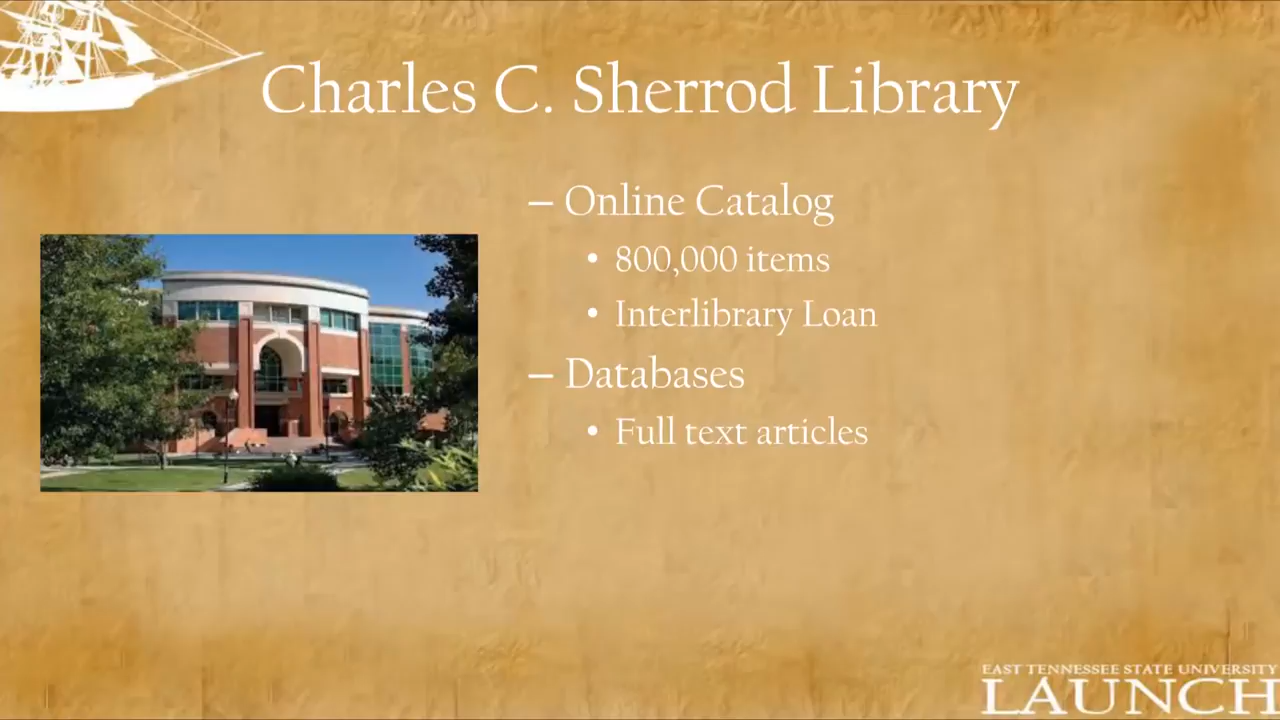 Charles C. Sherrod Library
– Online Catalog
• 800,000 items
• Interlibrary Loan
– Databases
• Full text articles
EAST TENNESSEE STATE UNIVERSITY
LAUNCH